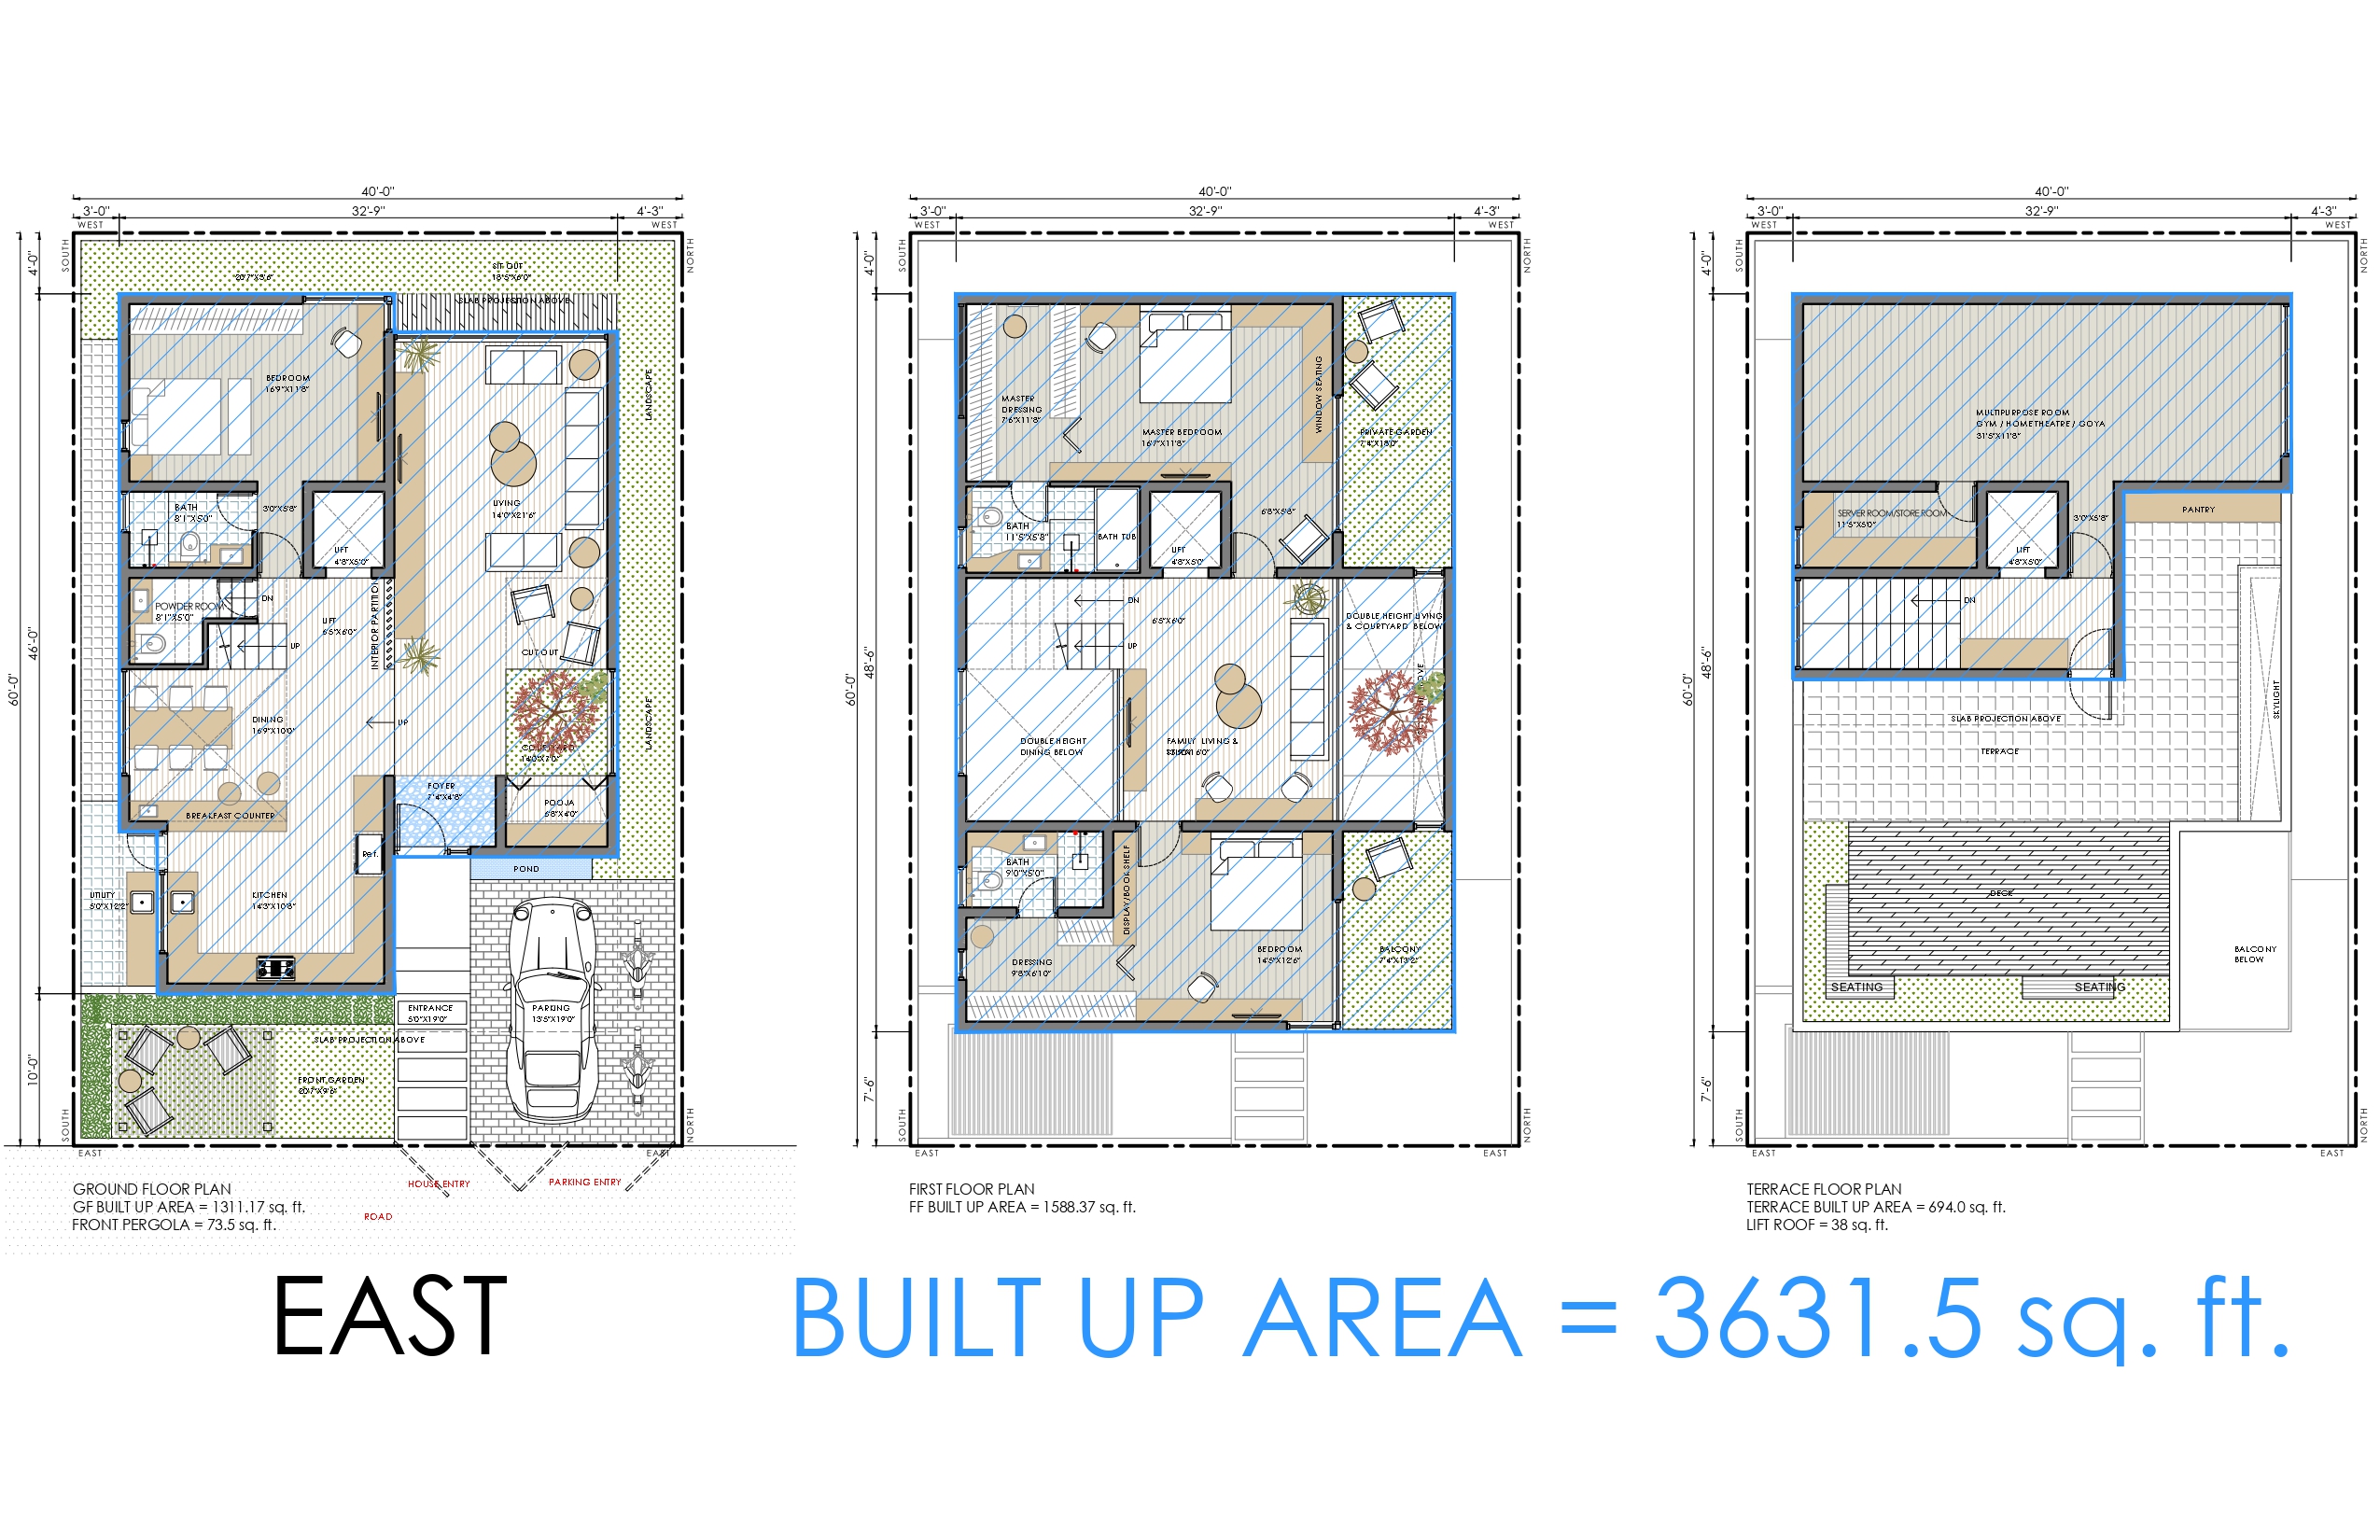 40'-0"
3'-0"
32'-9"
4'-3"
WEST
WEST
SOUTH
NORTH
4'-0"
46'-0"
60'-0"
10'-0"
20'7"X3'6"
SIT OUT
18'5"X6'0"
SLAB PROJECTION ABOVE
LANDSCAPE
BEDROOM
16'9"X11'8"
LIVING
14'0"X21'6"
BATH
8'1"X5'0"
3'0"X5'8"
LIFT
4'8"X5'0"
DN
POWDER ROOM
8'1"X5'0"
LIFT
6'5"X6'0"
INTERIOR PARTITION
UP
CUT OUT
LANDSCAPE
DINING
16'9"X10'0"
UP
COURTYARD
14'0"X7'0"
FOYER
7'4"X4'8"
POOJA
6'8"X4'0"
BREAKFAST COUNTER
Ref.
POND
UTILITY
5'0"X12'2"
KITCHEN
14'3"X10'8"
ENTRANCE
5'0"X19'0"
PARKING
13'5"X19'0"
SLAB PROJECTION ABOVE
FRONT GARDEN
20'7"X9'6"
SOUTH
NORTH
EAST
EAST
HOUSE ENTRY
PARKING ENTRY
ROAD
GROUND FLOOR PLAN
GF BUILT UP AREA = 1311.17 sq. ft.
FRONT PERGOLA = 73.5 sq. ft.
40'-0"
3'-0"
32'-9"
4'-3"
WEST
WEST
SOUTH
NORTH
4'-0"
48'-6"
60'-0"
7'-6"
MASTER
DRESSING
7'6"X11'8"
MASTER BEDROOM
16'7"X11'8"
WINDOW SEATING
PRIVATE GARDEN
7'4"X18'0"
BATH
11'5"X5'8"
BATH TUB
LIFT
4'8"X5'0"
6'8"X5'8"
DN
6'5"X6'0"
UP
DOUBLE HEIGHT LIVING
& COURTYARD BELOW
DOUBLE HEIGHT
DINING BELOW
FAMILY LIVING &
BATH
9'0"X5'0"
DISPLAY/BOOK SHELF
DRESSING
9'8"X6'10"
BEDROOM
14'5"X12'6"
BALCONY
7'4"X13'2"
SOUTH
NORTH
EAST
EAST
FIRST FLOOR PLAN
FF BUILT UP AREA = 1588.37 sq. ft.
40'-0"
3'-0"
32'-9"
4'-3"
WEST
WEST
SOUTH
NORTH
4'-0"
48'-6"
60'-0"
7'-6"
MULTIPURPOSE ROOM
GYM / HOMETHEATRE / GOYA
31'5"X11'8"
SERVER ROOM/STORE ROOM
11'5"X5'0"
LIFT
4'8"X5'0"
3'0"X5'8"
PANTRY
DN
SKYLIGHT
SLAB PROJECTION ABOVE
TERRACE
DECK
SEATING
SEATING
BALCONY
BELOW
SOUTH
NORTH
EAST
EAST
TERRACE FLOOR PLAN
TERRACE BUILT UP AREA = 694.0 sq. ft.
LIFT ROOF = 38 sq. ft.
EAST
BUILT UP AREA = 3631.5 sq. ft.